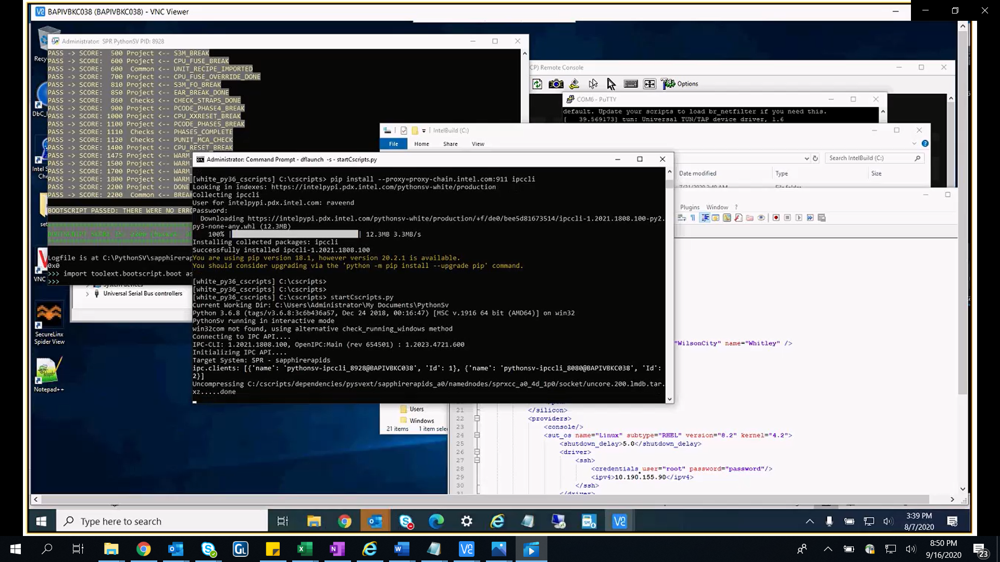 BAPIVBKC038 (BAPIVBKC038) - VNC Viewer
Administrator: SPR PythonSV PID: 8928
PASS -> SCORE:  500 Project <-- S3M_BREAK
PASS -> SCORE:  600 Project <-- CPU_FUSE_BREAK
PASS -> SCORE:  600  Common <-- UNIT_RECIPE_IMPORTED
PASS -> SCORE:  700 Project <-- CPU_FUSE_OVERRIDE_DONE
PASS -> SCORE:  810 Project <-- S3M_FO_BREAK
PASS -> SCORE:  850 Project <-- EAR_BREAK_DONE
PASS -> SCORE:  860  Checks <-- CHECK_STRAPS_DONE
PASS -> SCORE:  900 Project <-- PCODE_PHASE4_BREAK
PASS -> SCORE: 1000 Project <-- CPU_XXRESET_BREAK
PASS -> SCORE: 1100 Project <-- PCODE_PHASE5_BREAK
PASS -> SCORE: 1110  Checks <-- PHASE5_COMPLETE
PASS -> SCORE: 1120  Checks <-- PUNIT_MCA_CHECK
PASS -> SCORE: 1400 Project <-- CPU_RESET_BREAK
PASS -> SCORE: 1475 Project <-- WARM_
PASS -> SCORE: 1500 Project <-- WARM_
PASS -> SCORE: 1700 Project <-- WARM_
PASS -> SCORE: 1800 Project <-- WARM_
PASS -> SCORE: 2200 Project <-- DONE
PASS -> SCORE: 2200  Common <-- BREAK
BOOTSCRIPT PASSED: THERE WERE NO ERRO
BOOTSCRIPT SCORE IS: 2200
Logfile is at C:\PythonSV\sapphirerap
0x0
>>> import toolext.bootscript.boot as
>>>
System devices
Universal Serial Bus controllers
Recyc
DbC_
Intel S
Che
set
VNC
SecureLinx
Spider View
Notepad++
CP) Remote Console
Options
COM6 - PuTTY
default. Update your scripts to load br_netfilter if you need this.
[   39.569173] tun: Universal TUN/TAP device driver, 1.6
IntelBuild (C:)
File
Home
Share
View
Search IntelBuild (C:)
Date modified
Type
Size
Administrator: Command Prompt - dflaunch  -s - startCscripts.py
[white_py36_cscripts] C:\cscripts> pip install --proxy=proxy-chain.intel.com:911 ipccli
Looking in indexes: https://intelpypi.pdx.intel.com/pythonsv-white/production
Collecting ipccli
User for intelpypi.pdx.intel.com: raveend
Password:
Downloading https://intelpypi.pdx.intel.com/pythonsv-white/production/+f/de0/bee5d81673514/ipccli-1.2021.1808.100-py2.
py3-none-any.whl (12.3MB)
100% | | 12.3MB 3.3MB/s
Installing collected packages: ipccli
Successfully installed ipccli-1.2021.1808.100
You are using pip version 18.1, however version 20.2.1 is available.
You should consider upgrading via the 'python -m pip install --upgrade pip' command.
[white_py36_cscripts] C:\cscripts>
[white_py36_cscripts] C:\cscripts>
[white_py36_cscripts] C:\cscripts> startCscripts.py
Current Working Dir: C:\Users\Administrator\My Documents\PythonSv
Python 3.6.8 (tags/v3.6.8:3c6b436a57, Dec 24 2018, 00:16:47) [MSC v.1916 64 bit (AMD64)] on win32
PythonSv running in interactive mode
win32com not found, using alternative check_running_windows method
Connecting to IPC API....
IPC-CLI: 1.2021.1808.100, OpenIPC:Main (rev 654501) : 1.2023.4721.600
Initializing IPC API....
Target System: SPR - sapphirerapids
ipc.clients: [{'name': 'pythonsv-ipccli_8928@BAPIVBKC038', 'Id': 1}, {'name': 'pythonsv-ipccli_8080@BAPIVBKC038', 'Id':
2}]
Uncompressing C:/cscripts/dependencies/pysvext/sapphirerapids_a0/namednodes/sprxcc_a0_4d_1p0/socket/uncore.200.lmdb.tar.
xz.....done
Users
Windows
21 items
1 item selec
Plugins
Window
?
"WilsonCity" name="Whitley" />
21 </silicon>
22 <providers>
23 <console/>
24 <sut_os name="Linux" subtype="RHEL" version="8.2" kernel="4.2">
25 <shutdown_delay>5.0</shutdown_delay>
26 <driver>
27 <ssh>
28 <credentials user="root" password="password"/>
29 <ipv4>10.190.155.90</ipv4>
30 </ssh>
31 </driver>
Type here to search
3:39 PM
8/7/2020
8:50 PM
9/16/2020
23